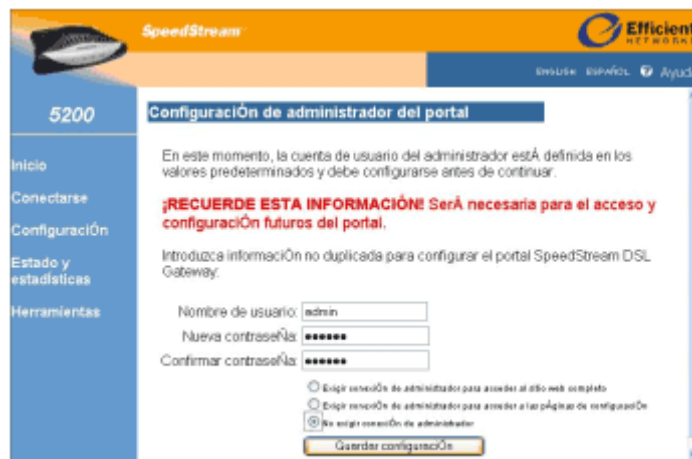 SpeedStream
Efficient
NETWORKS
ENGLISH ESPAÑOL ? Ayuda
5200
ConfiguraciÓn de administrador del portal
Inicio
Conectarse
ConfiguraciÓn
Estado y
estadísticas
Herramientas
En este momento, la cuenta de usuario del administrador estÁ definida en los
valores predeterminados y debe configurarse antes de continuar.
¡RECUERDE ESTA INFORMACIÓN! SerÁ necesaria para el acceso y
configuraciÓn futuros del portal.
Introduzca informaciÓn no duplicada para configurar el portal SpeedStream DSL
Gateway:
Nombre de usuario: admin
Nueva contraseÑa: ●●●●●●
Confirmar contraseÑa: ●●●●●●
Exigir conexiÓn de administrador para acceder al sitio web completo
Exigir conexiÓn de administrador para acceder a las pÁginas de configuraciÓn
No exigir conexiÓn de administrador
Guardar configuraciÓn